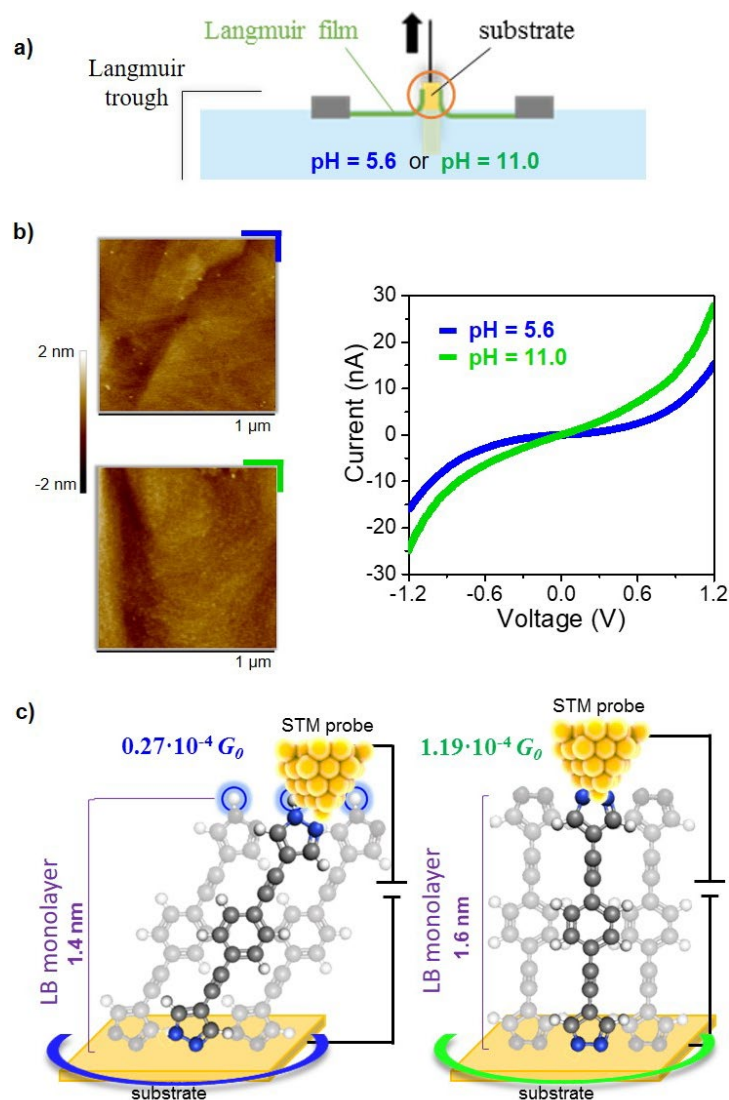 a)
Langmuir film
substrate
Langmuir
trough
pH = 5.6 or pH = 11.0
b)
2 nm
-2 nm
1 µm
1 µm
30
20
10
0
-10
-20
-30
Current (nA)
pH = 5.6
pH = 11.0
-1.2 -0.6 0.0 0.6 1.2
Voltage (V)
c)
STM probe
0.27·10⁻⁴ G₀
LB monolayer
1.4 nm
substrate
STM probe
1.19·10⁻⁴ G₀
LB monolayer
1.6 nm
substrate